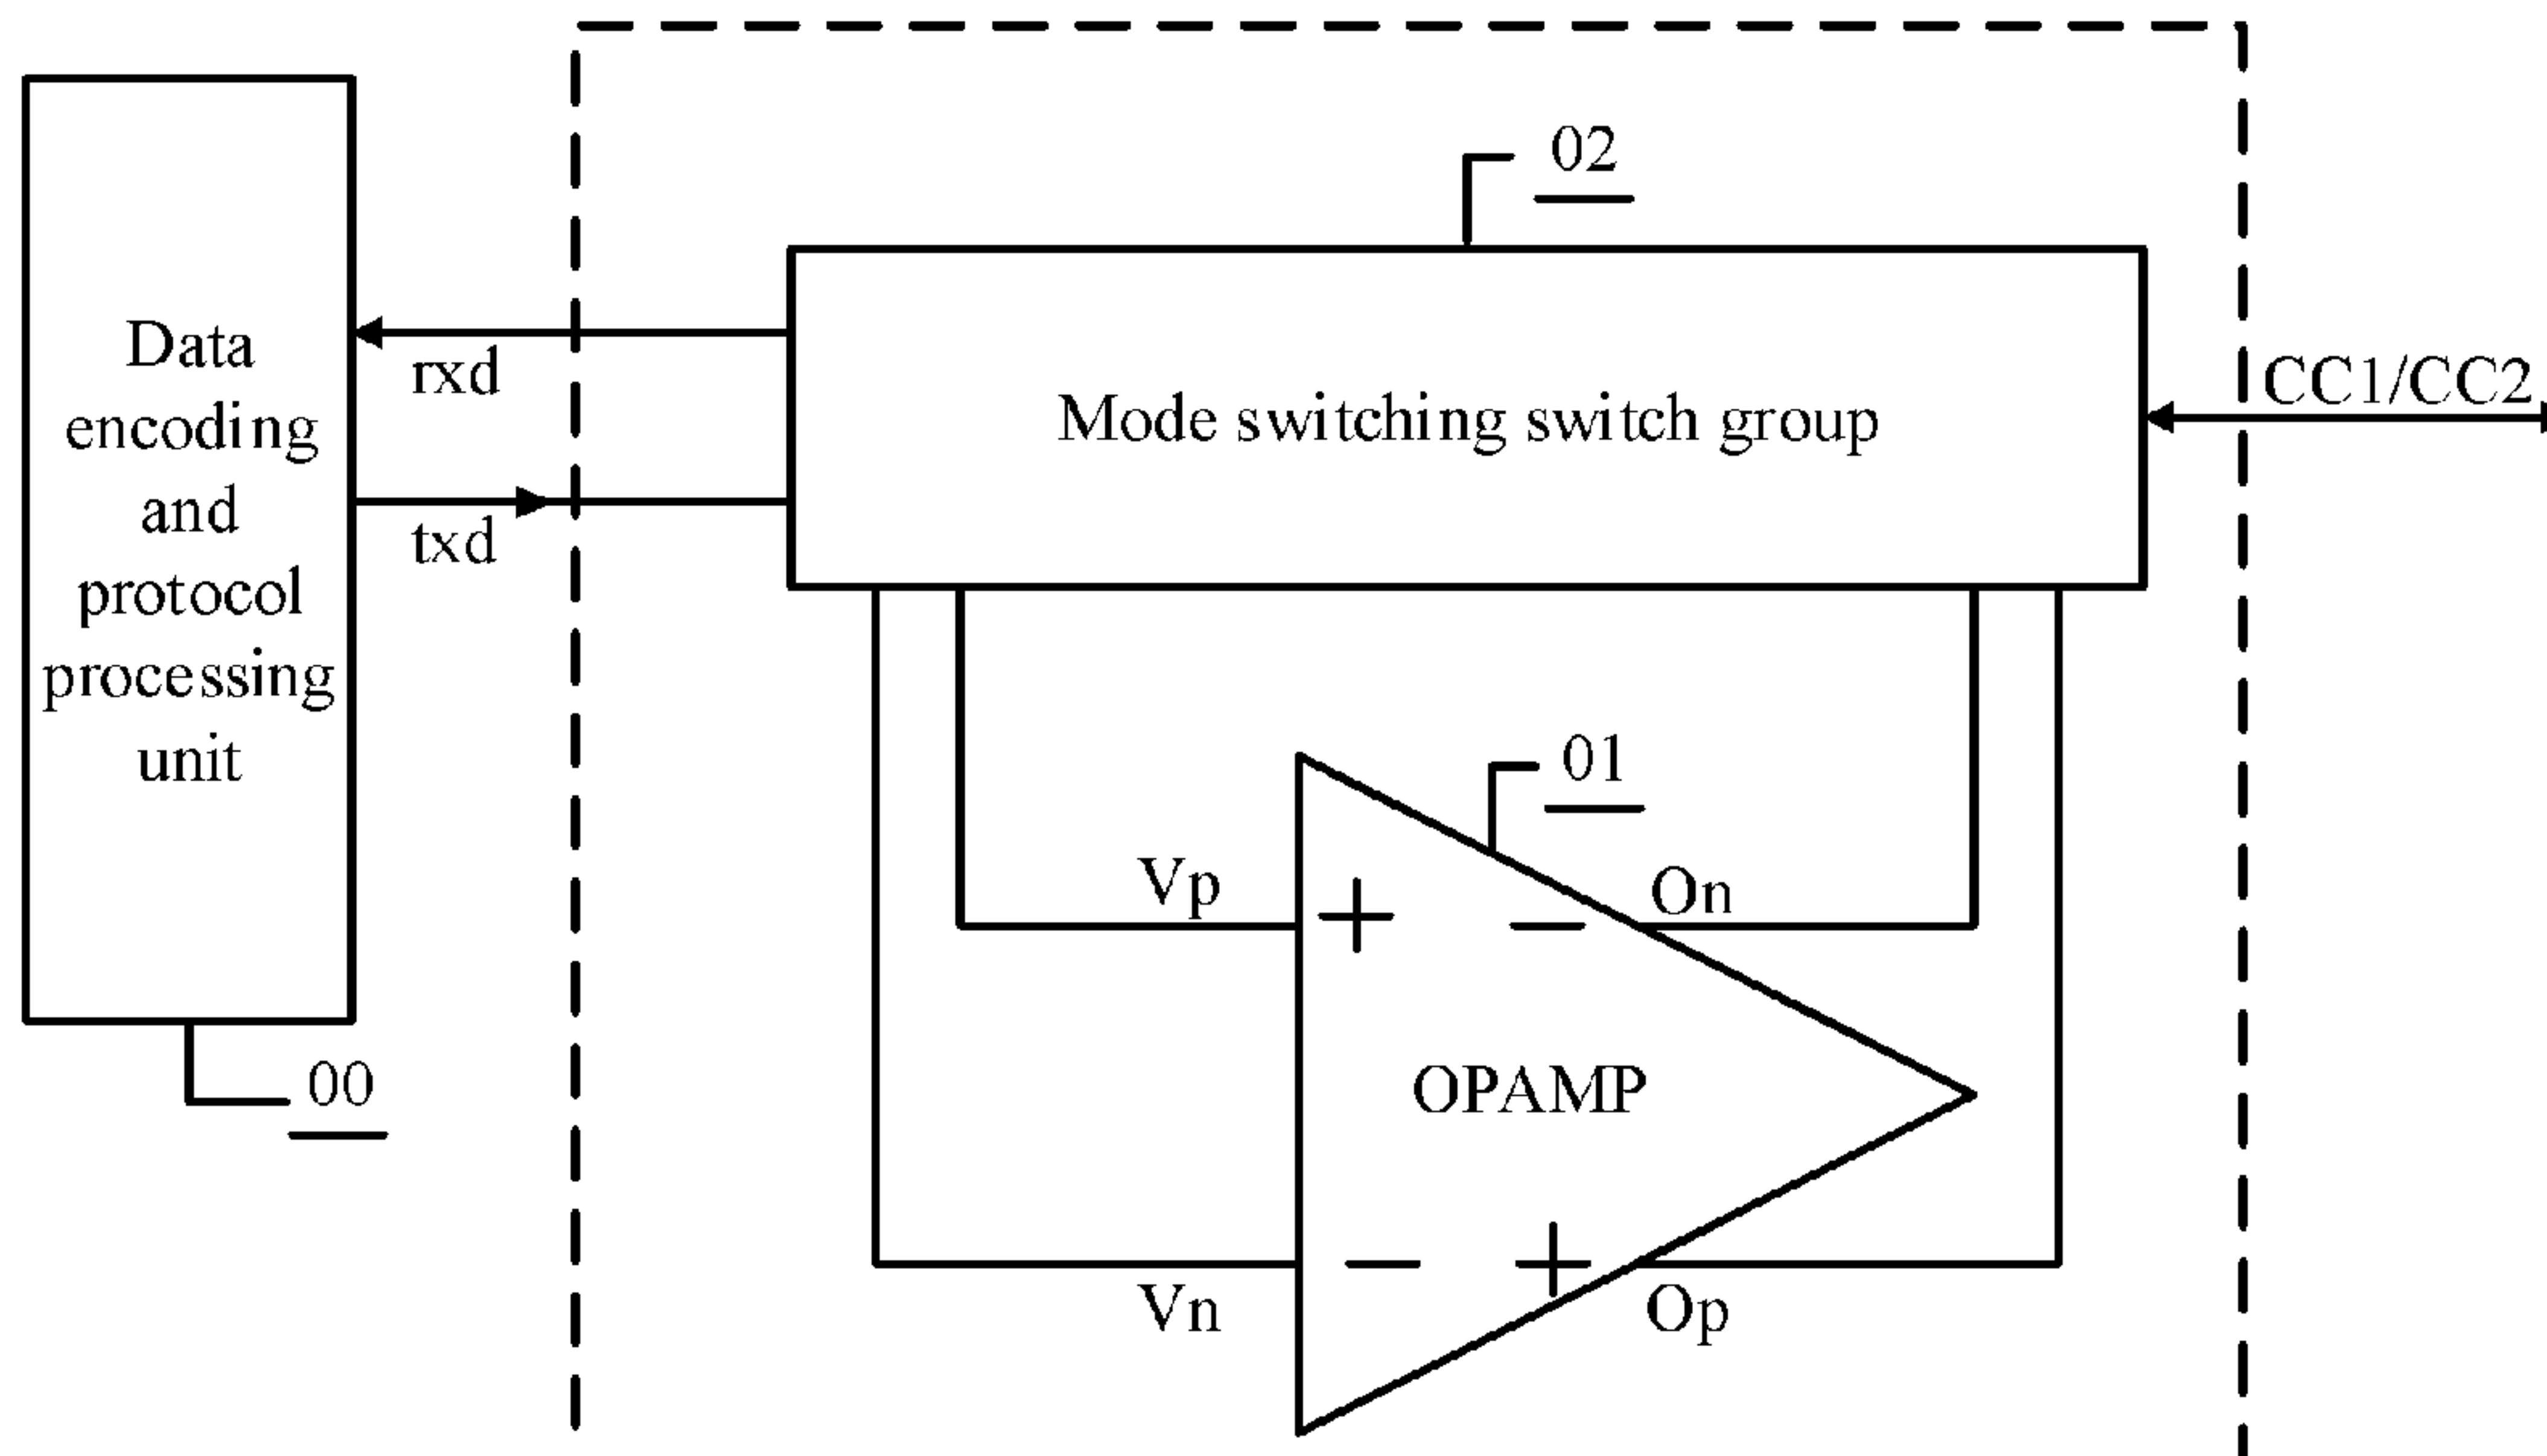 02
Data
encoding
and
protocol
processing
unit
rxd
txd
Mode switching switch group
CC1/CC2
01
Vp
+
−
On
OPAMP
00
Vn
−
+
Op